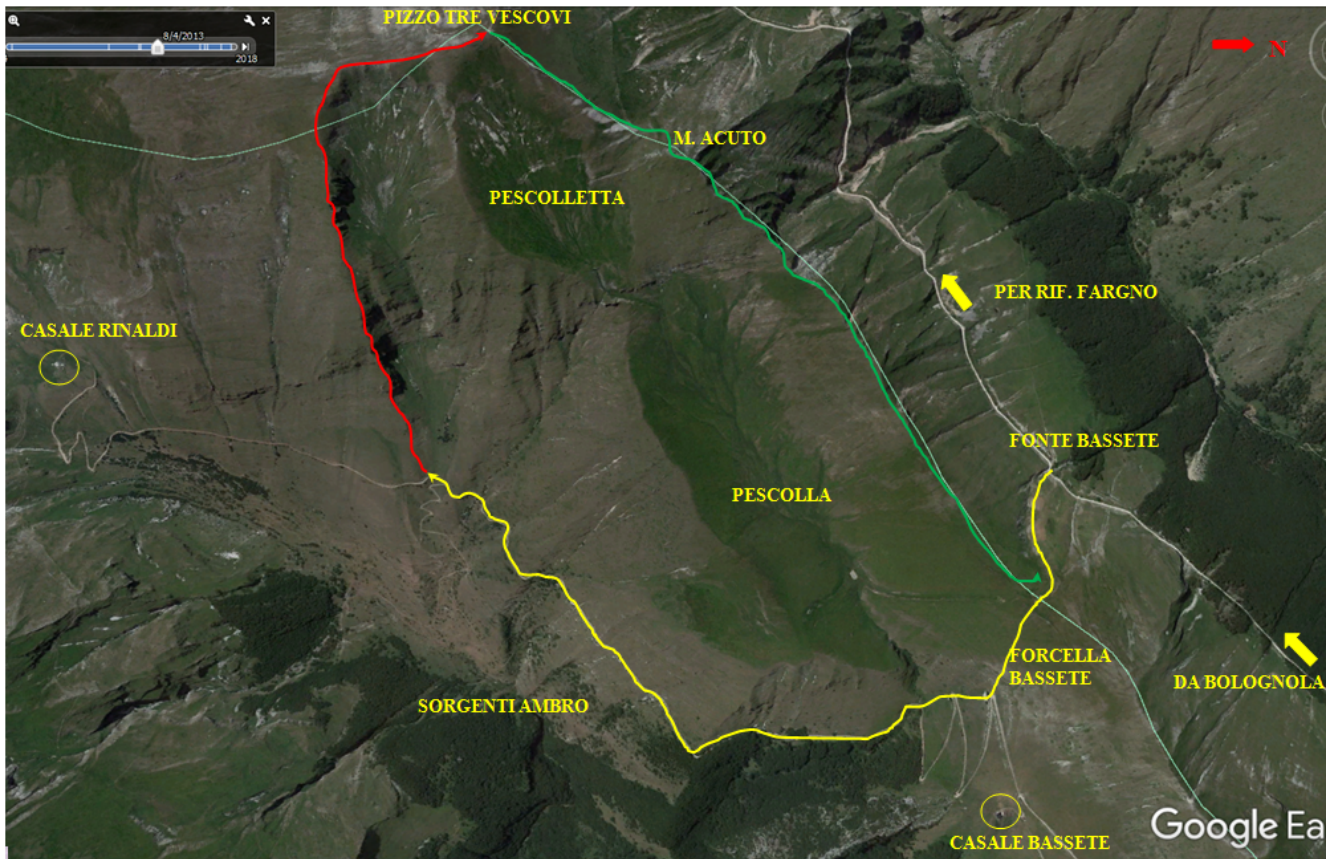 PIZZO TRE VESCOVI
8/4/2013
2018
N
M. ACUTO
PESCOLLETTA
PER RIF. FARGNO
CASALE RINALDI
FONTE BASSETE
PESCOLLA
FORCELLA
BASSETE
DA BOLOGNOLA
SORGENTI AMBRO
CASALE BASSETE
Google Ea